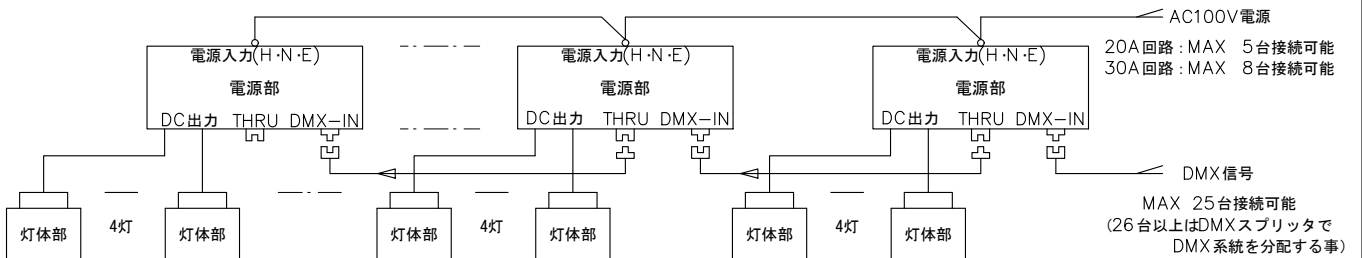 AC100V電源
20A回路：MAX 5台接続可能
30A回路：MAX 8台接続可能
電源入力(H・N・E)
電源部
DC出力 THRU DMX-IN
電源入力(H・N・E)
電源部
DC出力 THRU DMX-IN
電源入力(H・N・E)
電源部
DC出力 THRU DMX-IN
DMX信号
MAX 25台接続可能
(26台以上はDMXスプリッタで
DMX系統を分配する事)
灯体部 4灯 灯体部
灯体部 4灯 灯体部
灯体部 4灯 灯体部